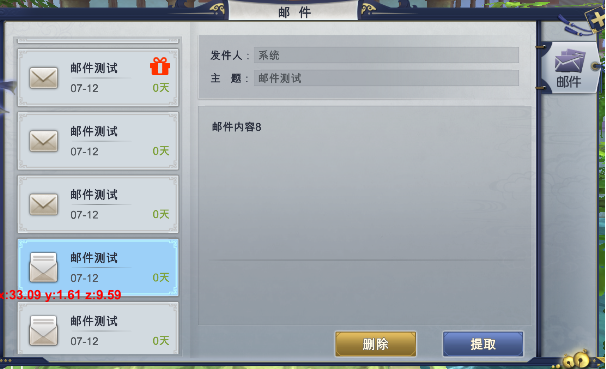 邮 件
邮件测试
07-12 0天
邮件测试
07-12 0天
邮件测试
07-12 0天
邮件测试
07-12 0天
x:33.09 y:1.61 z:9.59
邮件测试
07-12 0天
发件人： 系统
主 题： 邮件测试
邮件内容8
删除
提取
邮件